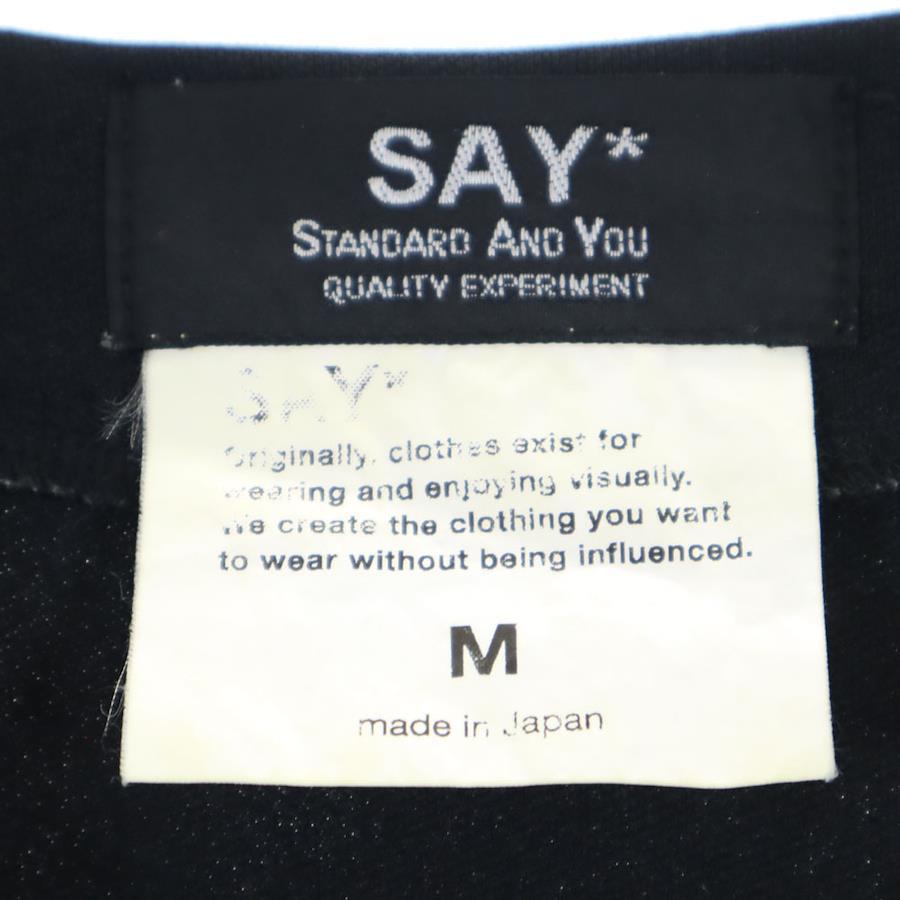 SAY*
STANDARD AND YOU
QUALITY EXPERIMENT
SAY*
Originally, clothes exist for
wearing and enjoying visually.
We create the clothing you want
to wear without being influenced.
M
made in Japan